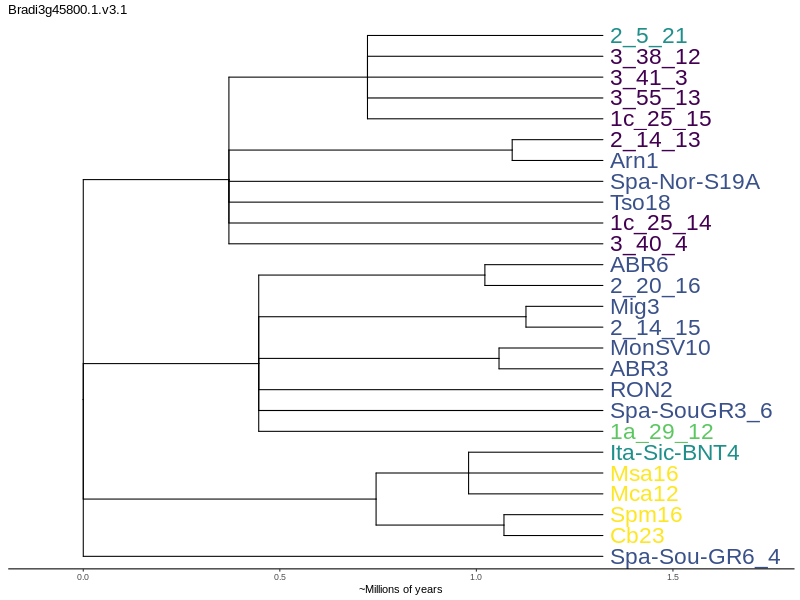 Bradi3g45800.1.v3.1
2_5_21
3_38_12
3_41_3
3_55_13
1c_25_15
2_14_13
Arn1
Spa-Nor-S19A
Tso18
1c_25_14
3_40_4
ABR6
2_20_16
Mig3
2_14_15
MonSV10
ABR3
RON2
Spa-SouGR3_6
1a_29_12
Ita-Sic-BNT4
Msa16
Mca12
Spm16
Cb23
Spa-Sou-GR6_4
0.0 0.5 1.0 1.5
~Millions of years